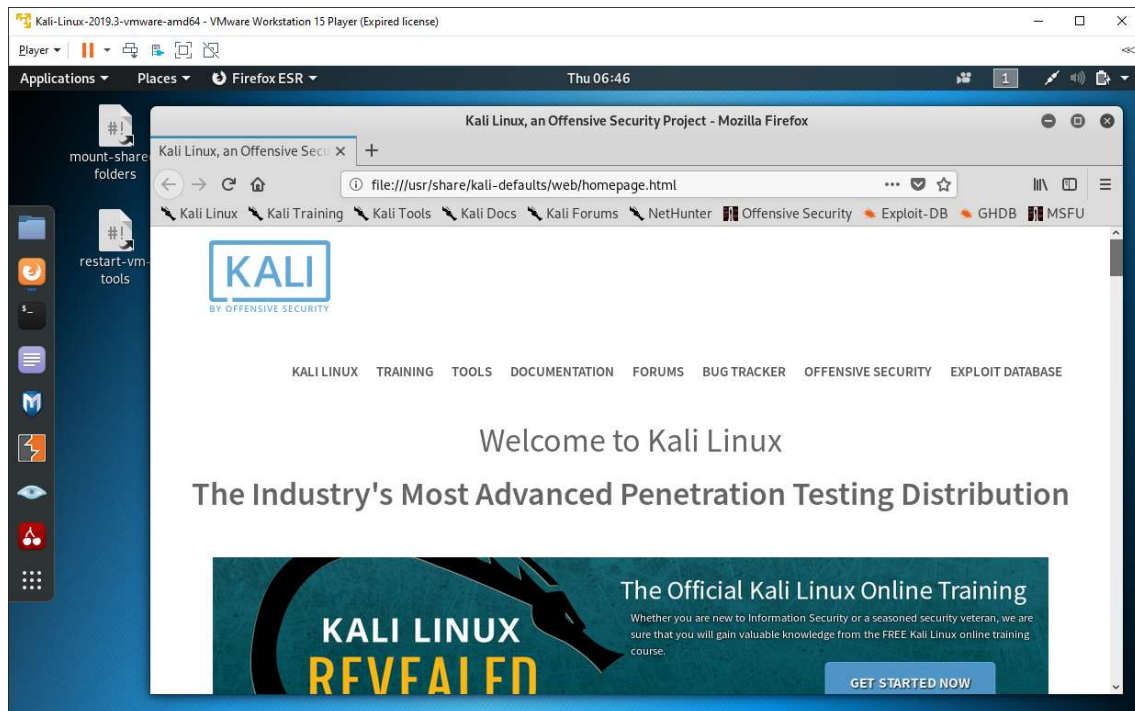 Kali-Linux-2019.3-vmware-amd64 - VMware Workstation 15 Player (Expired license)
Player
Applications Places Firefox ESR Thu 06:46 1
Kali Linux, an Offensive Security Project - Mozilla Firefox
#!
mount-share
folders
Kali Linux, an Offensive Secu
file:///usr/share/kali-defaults/web/homepage.html
Kali Linux Kali Training Kali Tools Kali Docs Kali Forums NetHunter Offensive Security Exploit-DB GHDB MSFU
#!
restart-vm-
tools
$_
KALI
BY OFFENSIVE SECURITY
KALI LINUX TRAINING TOOLS DOCUMENTATION FORUMS BUG TRACKER OFFENSIVE SECURITY EXPLOIT DATABASE
Welcome to Kali Linux
The Industry's Most Advanced Penetration Testing Distribution
KALI LINUX
REVEALED
The Official Kali Linux Online Training
Whether you are new to Information Security or a seasoned security veteran, we are
sure that you will gain valuable knowledge from the FREE Kali Linux online training
course.
GET STARTED NOW